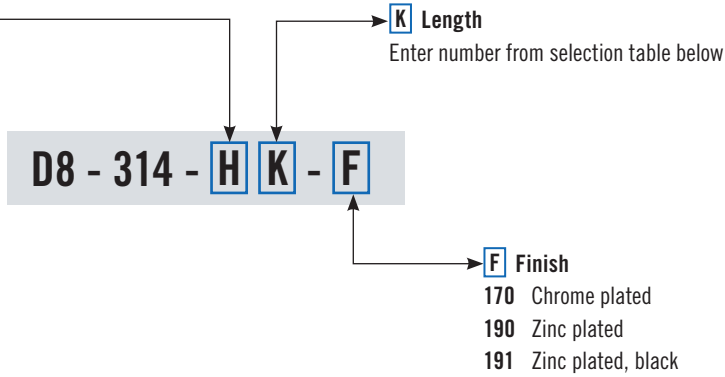 K Length
Enter number from selection table below
D8 - 314 - H K - F
F Finish
170 Chrome plated
190 Zinc plated
191 Zinc plated, black